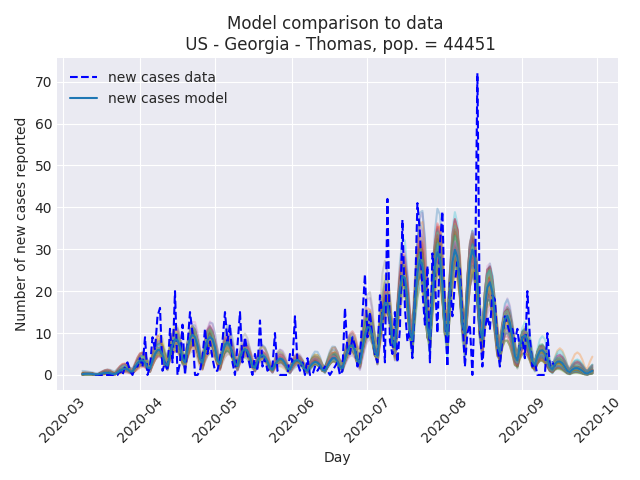 Model comparison to data
US - Georgia - Thomas, pop. = 44451
new cases data
new cases model
Number of new cases reported
70
60
50
40
30
20
10
0
2020-03
2020-04
2020-05
2020-06
2020-07
2020-08
2020-09
2020-10
Day